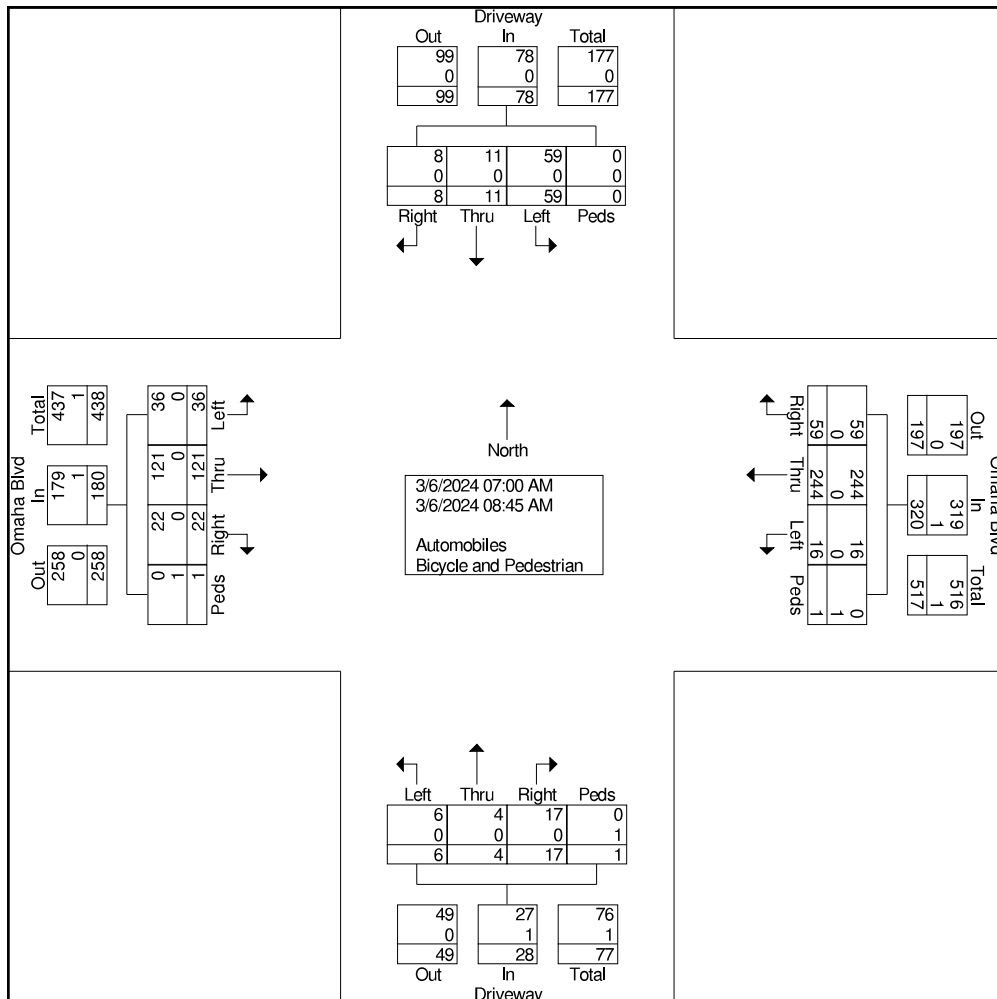 Driveway
Out In Total
99 78 177
0 0 0
99 78 177
8 11 59 0
0 0 0 0
8 11 59 0
Right Thru Left Peds
Omaha Blvd
Total In Out
437 179 258
1 1 0
438 180 258
36 121 22 0
0 0 0 1
36 121 22 1
Left Thru Right Peds
North
3/6/2024 07:00 AM
3/6/2024 08:45 AM
Automobiles
Bicycle and Pedestrian
Right Thru Left Peds
59 244 16 0
0 0 0 1
59 244 16 1
Out In Total
197 319 516
0 1 1
197 320 517
Omaha Blvd
Left Thru Right Peds
6 4 17 0
0 0 0 1
6 4 17 1
49 27 76
0 1 1
49 28 77
Out In Total
Driveway